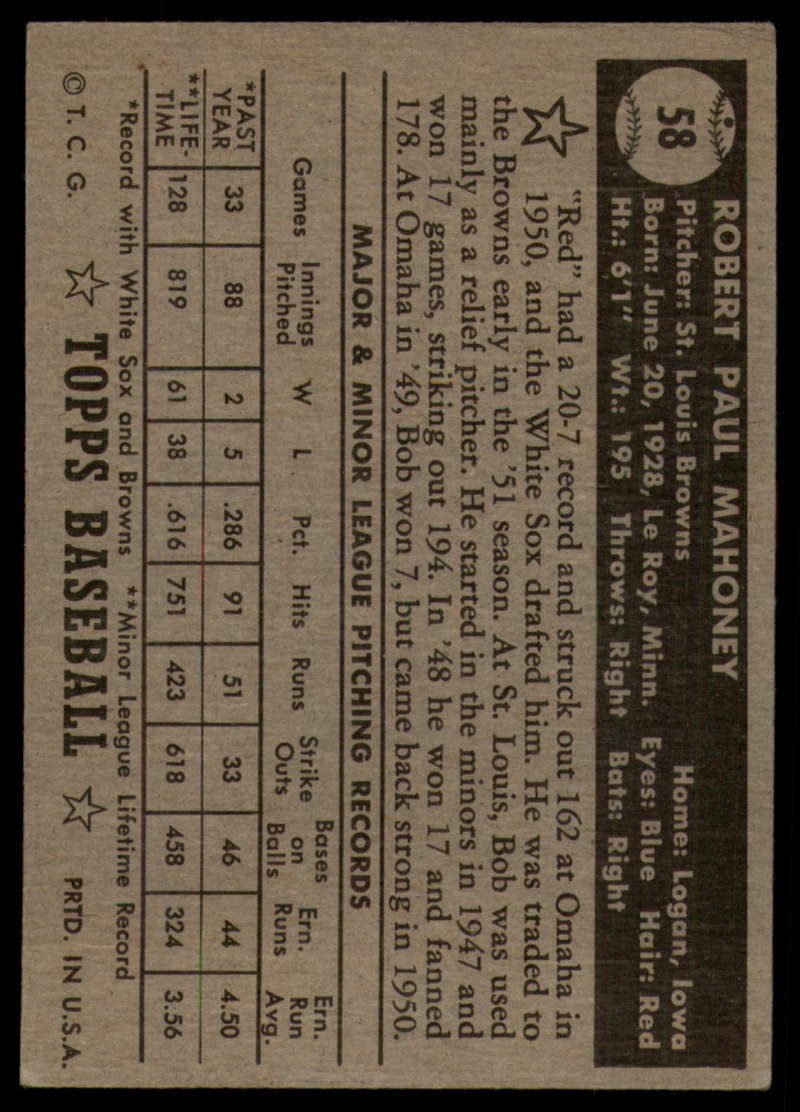 58
ROBERT PAUL MAHONEY
Pitcher: St. Louis Browns Home: Logan, Iowa
Born: June 20, 1928, Le Roy, Minn. Eyes: Blue Hair: Red
Ht.: 6'1" Wt.: 195 Throws: Right Bats: Right
"Red" had a 20-7 record and struck out 162 at Omaha in
1950, and the White Sox drafted him. He was traded to
the Browns early in the '51 season. At St. Louis, Bob was used
mainly as a relief pitcher. He started in the minors in 1947 and
won 17 games, striking out 194. In '48 he won 17 and fanned
178. At Omaha in '49, Bob won 7, but came back strong in 1950.
MAJOR & MINOR LEAGUE PITCHING RECORDS
Games Innings Pitched W L Pct. Hits Runs Strike Outs Bases on Balls Ern. Runs Ern. Run Avg.
*PAST YEAR 33 88 2 5 .286 91 51 33 46 44 4.50
**LIFE-TIME 128 819 61 38 .616 751 423 618 458 324 3.56
*Record with White Sox and Browns **Minor League Lifetime Record
© T. C. G. TOPPS BASEBALL PRTD. IN U.S.A.